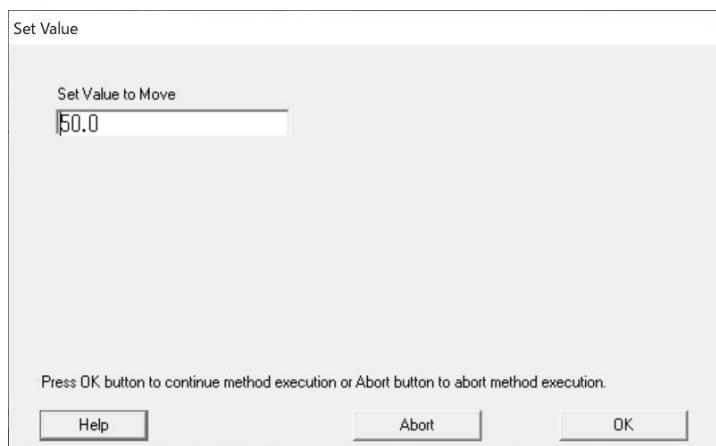 Set Value
Set Value to Move
50.0
Press OK button to continue method execution or Abort button to abort method execution.
Help Abort OK